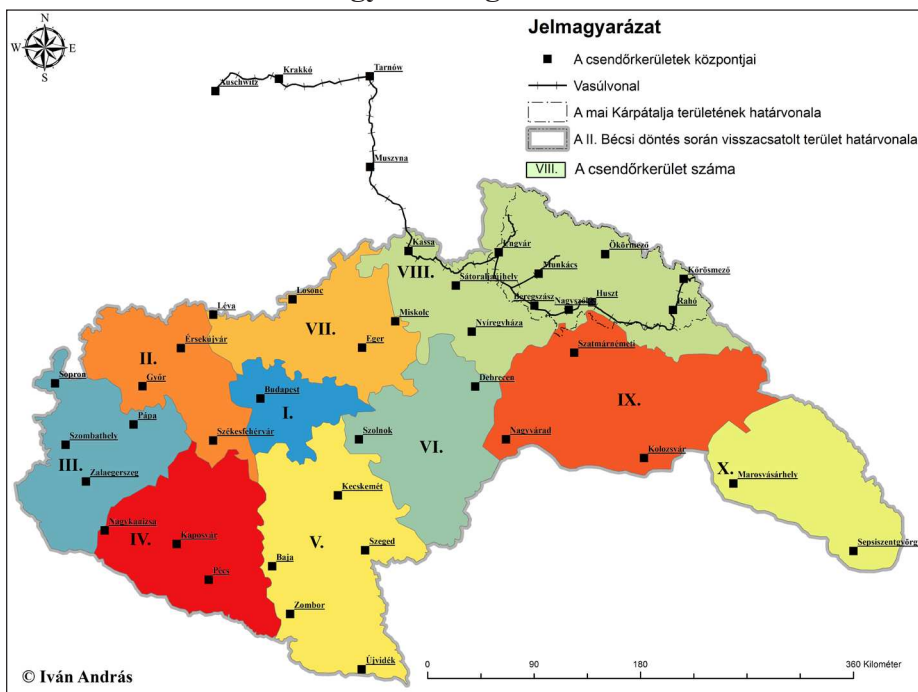 N
W E
S
Jelmagyarázat
A csendőrkerületek központjai
Vasúlvonal
A mai Kárpátalja területének határvonala
A II. Bécsi döntés során visszacsatolt terület határvonala
VIII. A csendőrkerület száma
Auschwitz
Krakkó
Tarnów
Muszyna
Kassa
Ungvár
Ökörmező
Munkács
Kőrösmező
VIII.
Sátoraljaújhely
Beregszász
Nagyszőllős
Huszt
Rahó
Losonc
Léva
VII.
Miskolc
Nyíregyháza
Érsekújvár
Eger
Szatmárnémeti
II.
Sopron
Győr
Budapest
Debrecen
I.
IX.
Pápa
Szombathely
Székesfehérvár
Szolnok
VI.
Nagyvárad
Kolozsvár
III.
Zalaegerszeg
X.
Marosvásárhely
Kecskemét
Nagykanizsa
IV.
Kaposvár
V.
Szeged
Baja
Sepsiszentgyörgy
Pécs
Zombor
Újvidék
© Iván András
0 90 180 360 Kilóméter